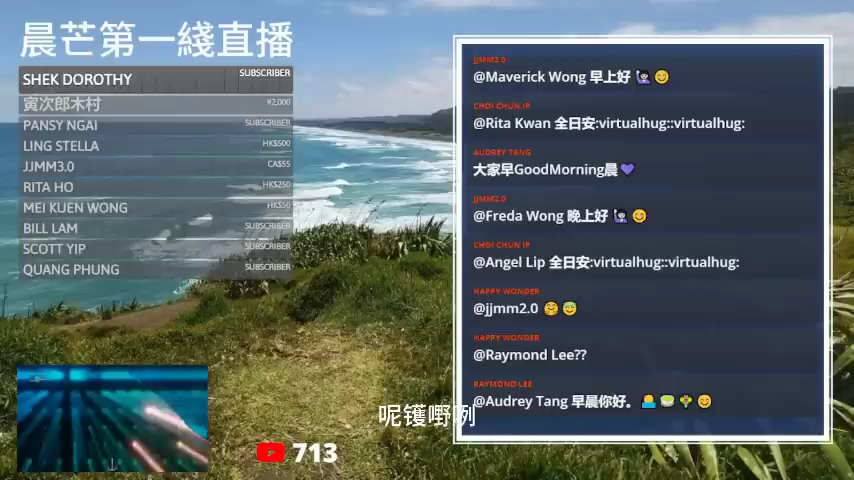 晨芒第一綫直播
SHEK DOROTHY SUBSCRIBER
寅次郎木村 ¥2,000
PANSY NGAI SUBSCRIBER
LING STELLA HK$500
JJMM3.0 CA$55
RITA HO HK$250
MEI KUEN WONG HK$50
BILL LAM SUBSCRIBER
SCOTT YIP SUBSCRIBER
QUANG PHUNG SUBSCRIBER
JJMM2.0
@Maverick Wong 早上好 🙋🏻‍♀️😊
CHOI CHUN IP
@Rita Kwan 全日安:virtualhug::virtualhug:
AUDREY TANG
大家早GoodMorning晨💜
JJMM2.0
@Freda Wong 晚上好 🙋🏻‍♀️😊
CHOI CHUN IP
@Angel Lip 全日安:virtualhug::virtualhug:
HAPPY WONDER
@jjmm2.0 🤗😇
HAPPY WONDER
@Raymond Lee??
RAYMOND LEE
@Audrey Tang 早晨你好。
呢镬嘢咧
713